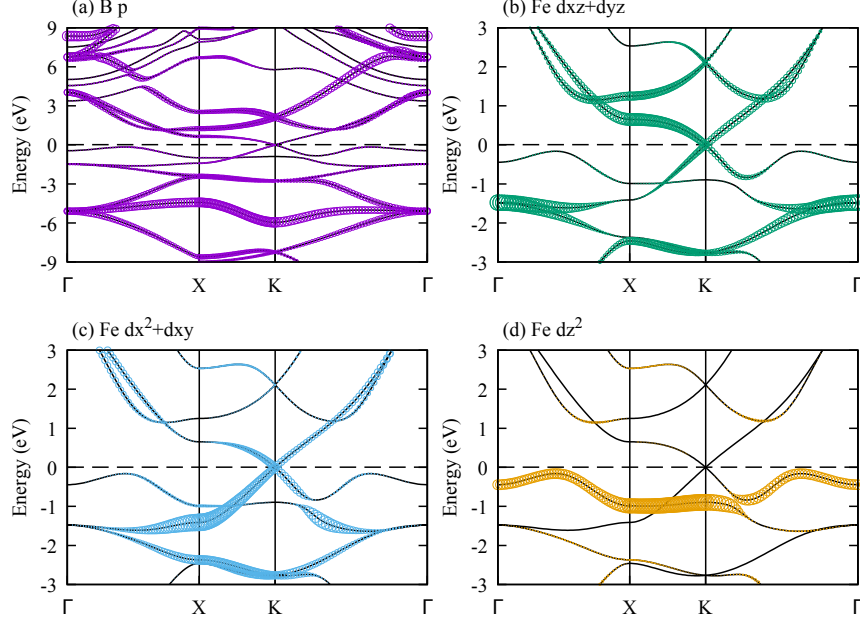 (a) B p
(b) Fe dxz+dyz
9
6
3
0
-3
-6
-9
Energy (eV)
Γ X K Γ
3
2
1
0
-1
-2
-3
Energy (eV)
Γ X K Γ
(c) Fe dx²+dxy
(d) Fe dz²
3
2
1
0
-1
-2
-3
Energy (eV)
Γ X K Γ
3
2
1
0
-1
-2
-3
Energy (eV)
Γ X K Γ